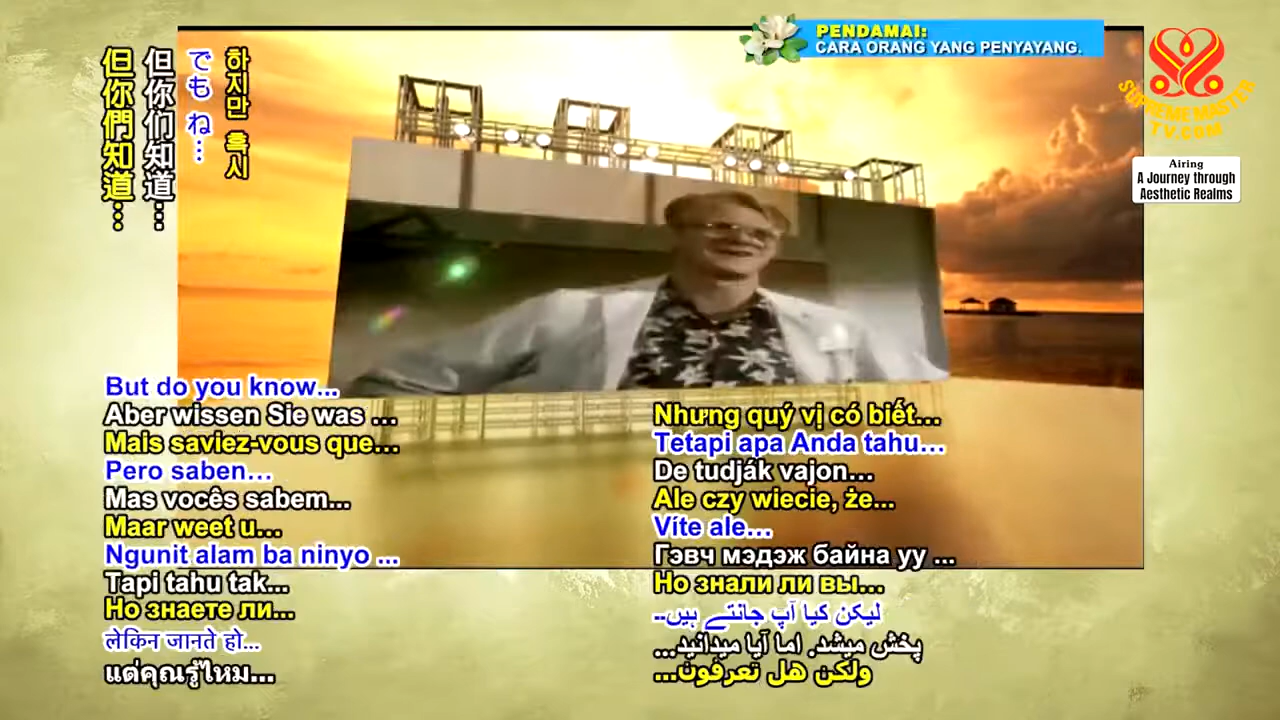 PENDAMAI:
CARA ORANG YANG PENYAYANG.
SUPREME MASTER
TV.COM
Airing
A Journey through
Aesthetic Realms
하지만 혹시
でもね…
但你们知道…
但你們知道…
But do you know...
Aber wissen Sie was ...
Mais saviez-vous que...
Pero saben…
Mas vocês sabem...
Maar weet u...
Ngunit alam ba ninyo ...
Tapi tahu tak...
Но знаете ли...
लेकिन जानते हो...
แต่คุณรู้ไหม...
Nhưng quý vị có biết...
Tetapi apa Anda tahu…
De tudják vajon...
Ale czy wiecie, że...
Víte ale…
Гэвч мэдэж байна уу ...
Но знали ли вы...
لیکن کیا آپ جانتے ہیں--
پخش میشد. اما آیا میدانید...
ولكن هل تعرفون...